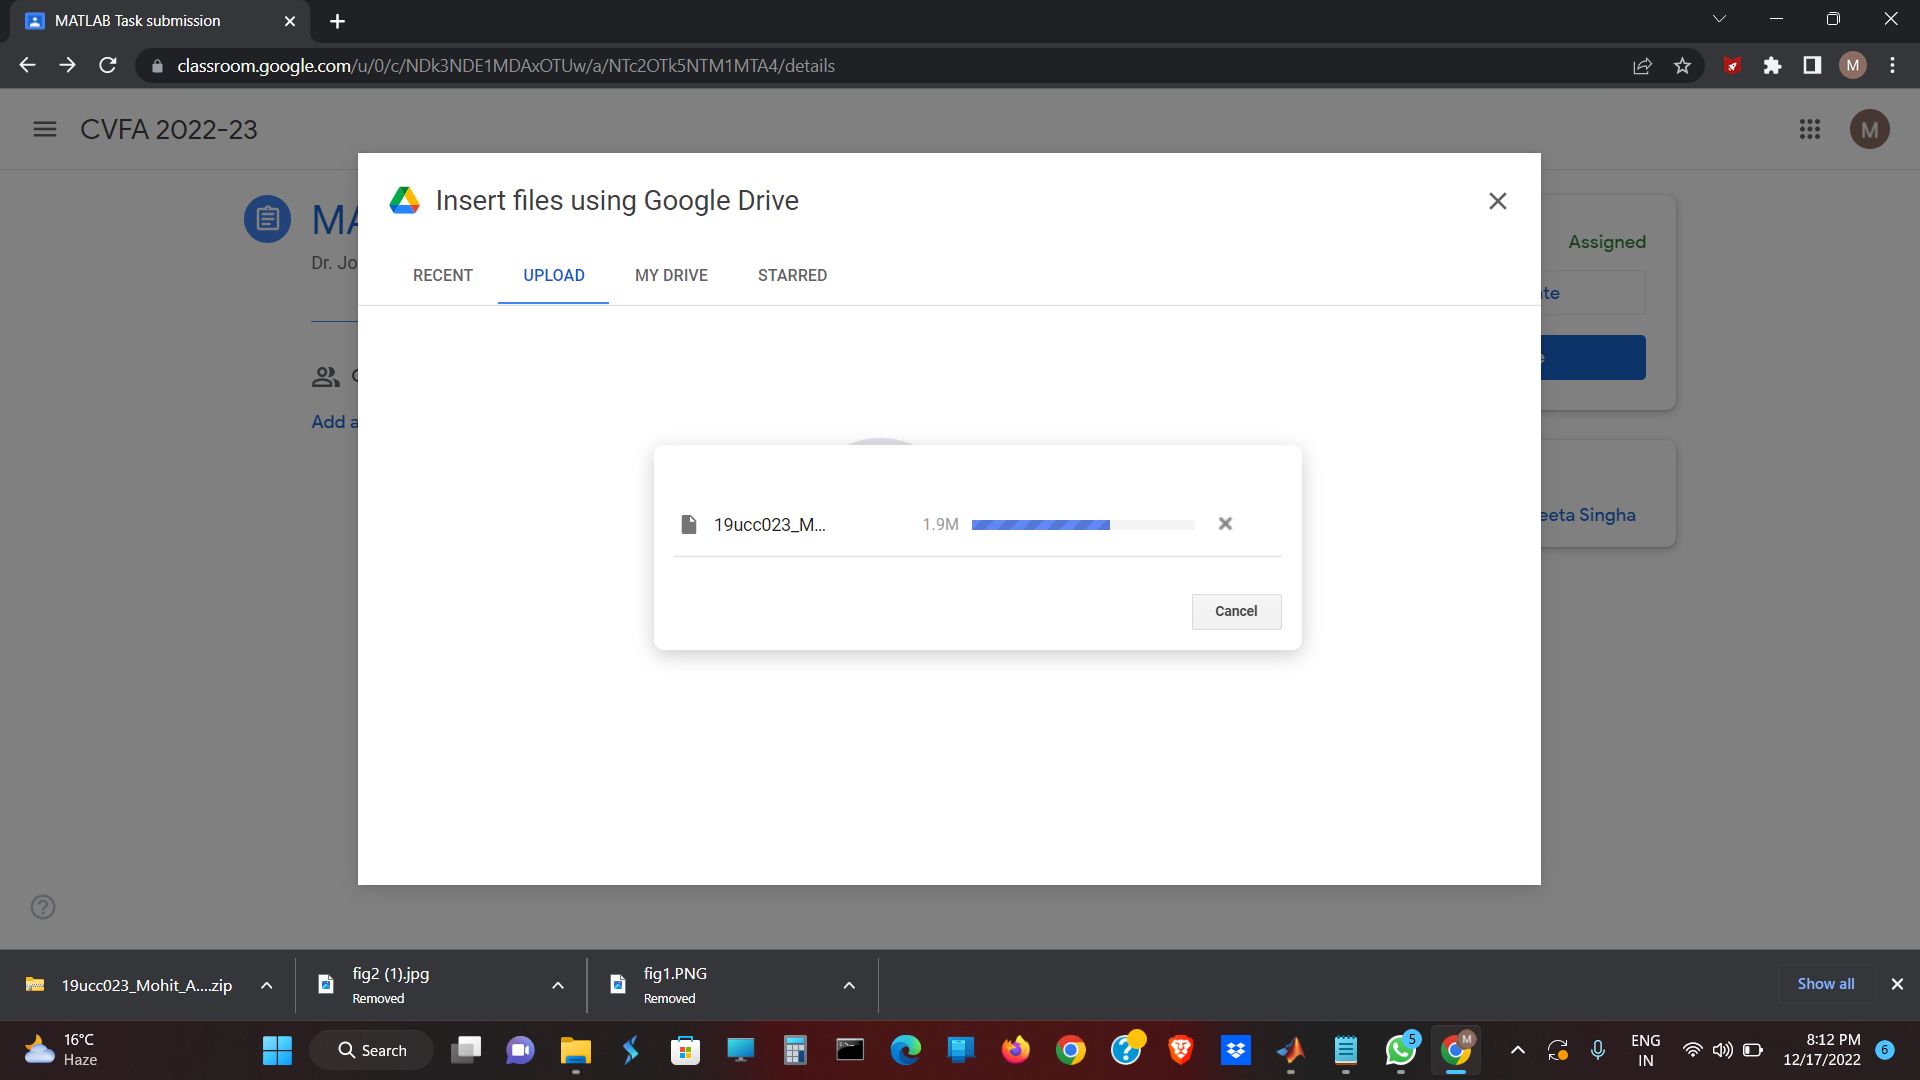 MATLAB Task submission
classroom.google.com/u/0/c/NDk3NDE1MDAxOTUw/a/NTc2OTk5NTM1MTA4/details
M
CVFA 2022-23
M
Insert files using Google Drive
RECENT
UPLOAD
MY DRIVE
STARRED
MA
Dr. Jo
Add a
Assigned
eeta Singha
19ucc023_M...
1.9M
Cancel
19ucc023_Mohit_A....zip
fig2 (1).jpg
Removed
fig1.PNG
Removed
Show all
16°C
Haze
Search
5
M
ENG
IN
8:12 PM
12/17/2022
6